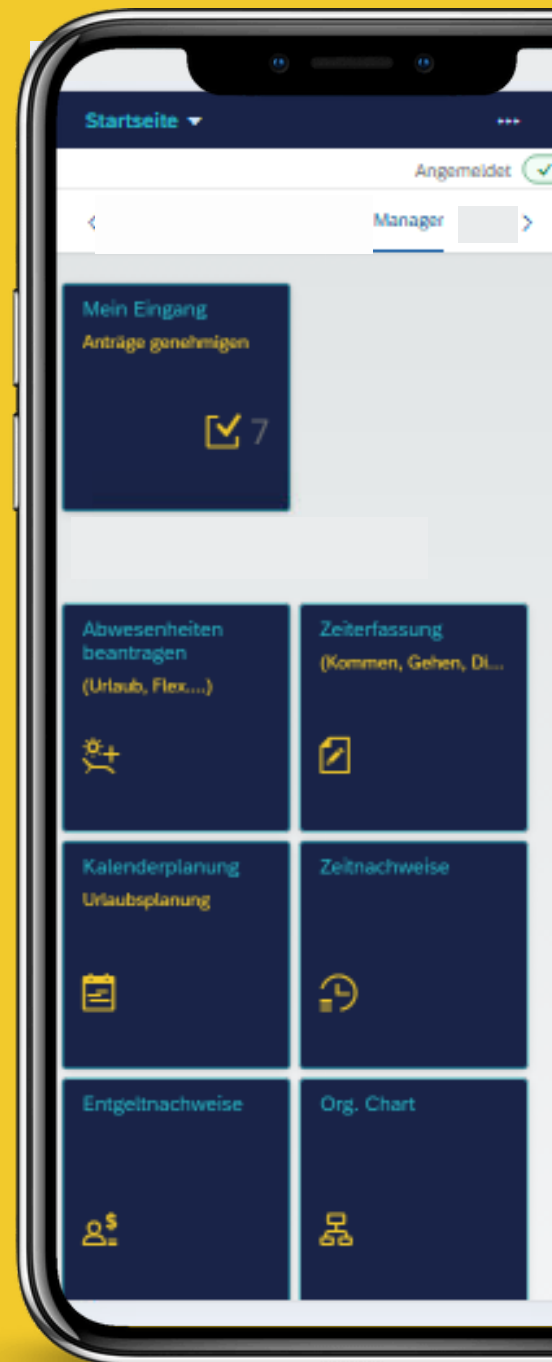 Startseite
Angemeldet
Manager
Mein Eingang
Anträge genehmigen
7
Abwesenheiten
beantragen
(Urlaub, Flex....)
Zeiterfassung
(Kommen, Gehen, Di...
Kalenderplanung
Urlaubsplanung
Zeitnachweise
Entgeltnachweise
Org. Chart